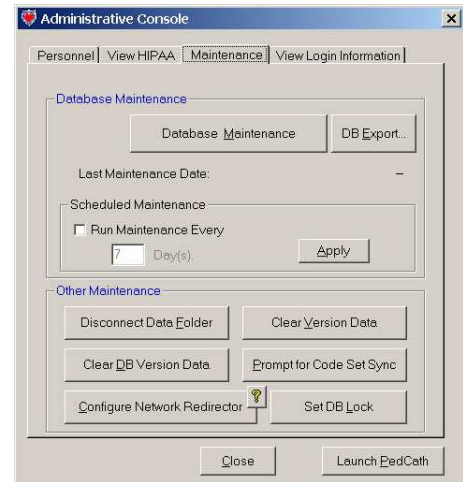 Administrative Console
Personnel View HIPAA Maintenance View Login Information
Database Maintenance
Database Maintenance DB Export...
Last Maintenance Date: –
Scheduled Maintenance
Run Maintenance Every
7 Day(s).
Apply
Other Maintenance
Disconnect Data Folder Clear Version Data
Clear DB Version Data Prompt for Code Set Sync
Configure Network Redirector ? Set DB Lock
Close Launch PedCath